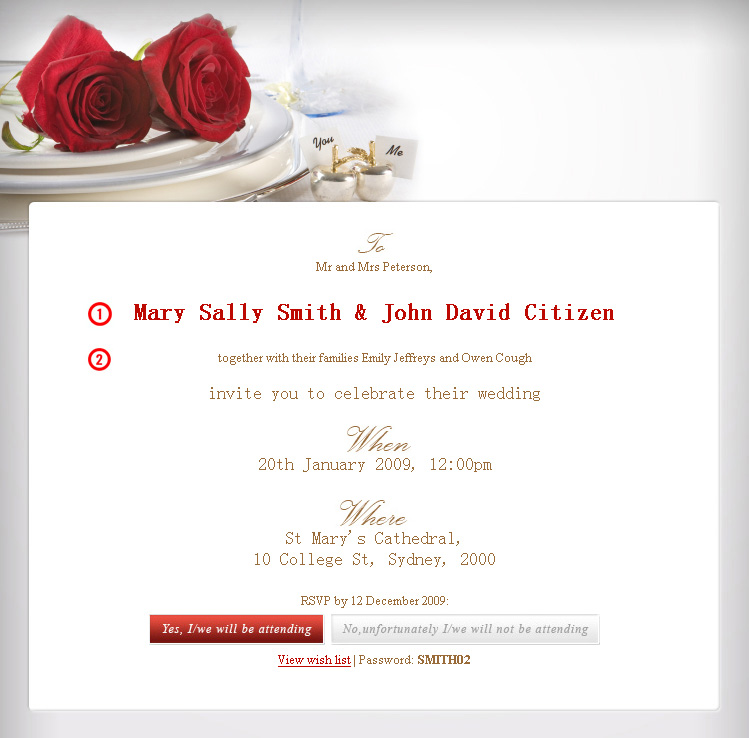 You
Me
To
Mr and Mrs Peterson,
1 Mary Sally Smith & John David Citizen
2 together with their families Emily Jeffreys and Owen Cough
invite you to celebrate their wedding
When
20th January 2009, 12:00pm
Where
St Mary's Cathedral,
10 College St, Sydney, 2000
RSVP by 12 December 2009:
Yes, I/we will be attending No,unfortunately I/we will not be attending
View wish list | Password: SMITH02